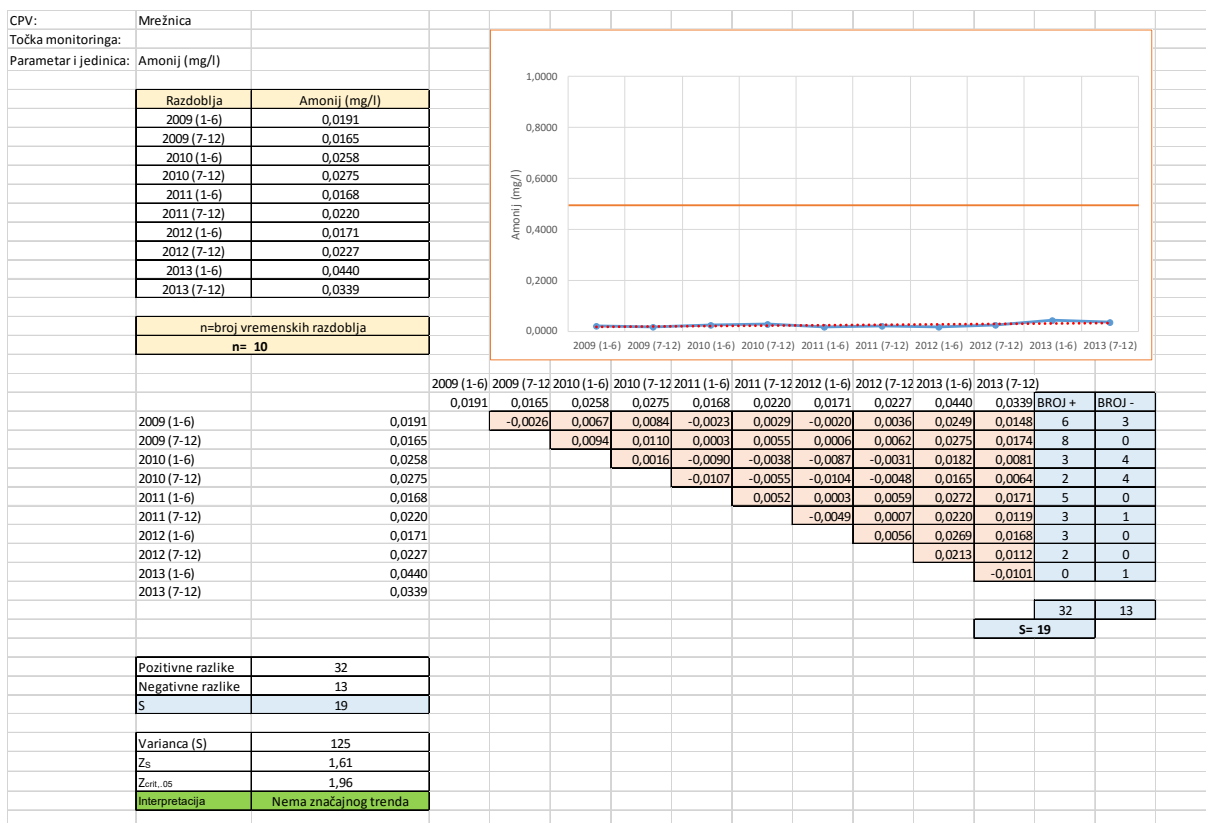 CPV: Mrežnica
Točka monitoringa:
Parametar i jedinica: Amonij (mg/l)
Razdoblja Amonij (mg/l)
2009 (1-6) 0,0191
2009 (7-12) 0,0165
2010 (1-6) 0,0258
2010 (7-12) 0,0275
2011 (1-6) 0,0168
2011 (7-12) 0,0220
2012 (1-6) 0,0171
2012 (7-12) 0,0227
2013 (1-6) 0,0440
2013 (7-12) 0,0339
n=broj vremenskih razdoblja
n= 10
1,0000
0,8000
0,6000
0,4000
0,2000
0,0000
Amonij (mg/l)
2009 (1-6) 2009 (7-12) 2010 (1-6) 2010 (7-12) 2011 (1-6) 2011 (7-12) 2012 (1-6) 2012 (7-12) 2013 (1-6) 2013 (7-12)
2009 (1-6) 2009 (7-12 2010 (1-6) 2010 (7-12 2011 (1-6) 2011 (7-12 2012 (1-6) 2012 (7-12 2013 (1-6) 2013 (7-12)
0,0191 0,0165 0,0258 0,0275 0,0168 0,0220 0,0171 0,0227 0,0440 0,0339 BROJ + BROJ -
2009 (1-6) 0,0191 -0,0026 0,0067 0,0084 -0,0023 0,0029 -0,0020 0,0036 0,0249 0,0148 6 3
2009 (7-12) 0,0165 0,0094 0,0110 0,0003 0,0055 0,0006 0,0062 0,0275 0,0174 8 0
2010 (1-6) 0,0258 0,0016 -0,0090 -0,0038 -0,0087 -0,0031 0,0182 0,0081 3 4
2010 (7-12) 0,0275 -0,0107 -0,0055 -0,0104 -0,0048 0,0165 0,0064 2 4
2011 (1-6) 0,0168 0,0052 0,0003 0,0059 0,0272 0,0171 5 0
2011 (7-12) 0,0220 -0,0049 0,0007 0,0220 0,0119 3 1
2012 (1-6) 0,0171 0,0056 0,0269 0,0168 3 0
2012 (7-12) 0,0227 0,0213 0,0112 2 0
2013 (1-6) 0,0440 -0,0101 0 1
2013 (7-12) 0,0339
32 13
S= 19
Pozitivne razlike 32
Negativne razlike 13
S 19
Varianca (S) 125
Zs 1,61
Zcrit,.05 1,96
Interpretacija Nema značajnog trenda